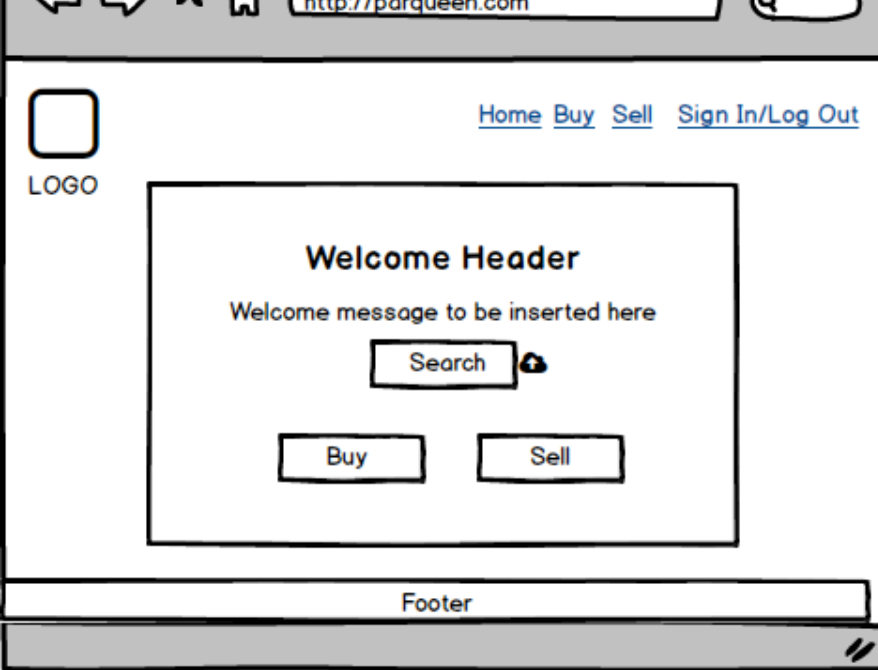 http://parqueen.com
Home Buy Sell Sign In/Log Out
LOGO
Welcome Header
Welcome message to be inserted here
Search
Buy Sell
Footer